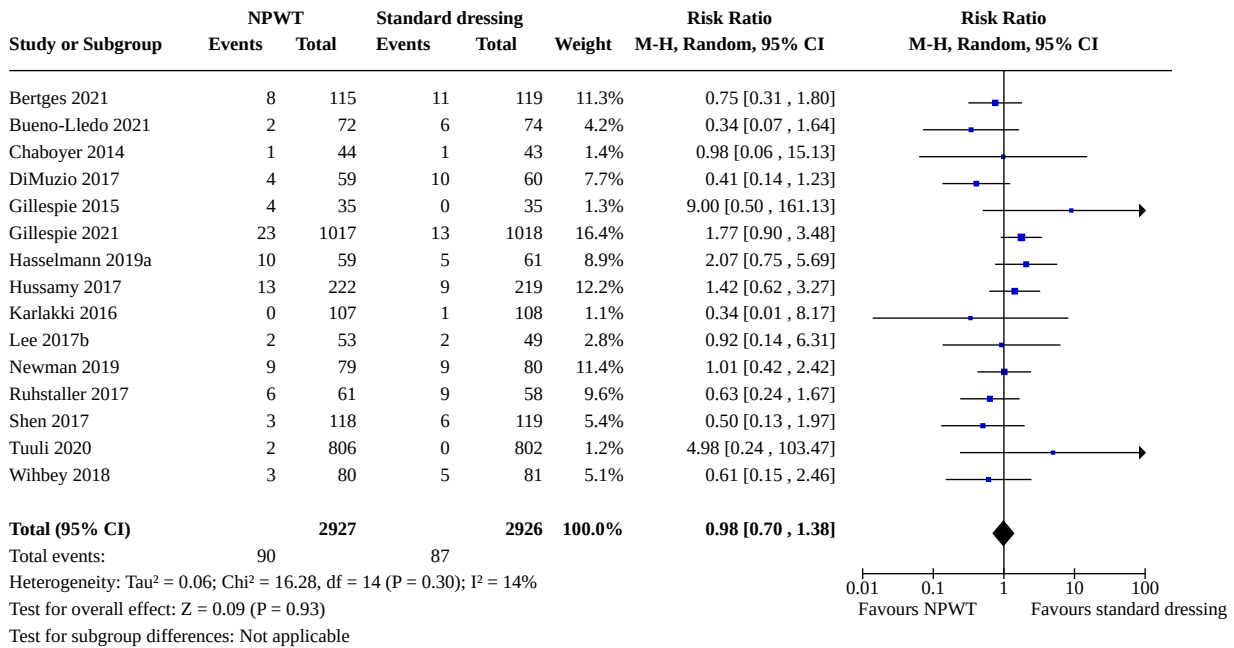 NPWT Standard dressing Risk Ratio Risk Ratio
Study or Subgroup Events Total Events Total Weight M-H, Random, 95% CI M-H, Random, 95% CI
Bertges 2021 8 115 11 119 11.3% 0.75 [0.31 , 1.80]
Bueno-Lledo 2021 2 72 6 74 4.2% 0.34 [0.07 , 1.64]
Chaboyer 2014 1 44 1 43 1.4% 0.98 [0.06 , 15.13]
DiMuzio 2017 4 59 10 60 7.7% 0.41 [0.14 , 1.23]
Gillespie 2015 4 35 0 35 1.3% 9.00 [0.50 , 161.13]
Gillespie 2021 23 1017 13 1018 16.4% 1.77 [0.90 , 3.48]
Hasselmann 2019a 10 59 5 61 8.9% 2.07 [0.75 , 5.69]
Hussamy 2017 13 222 9 219 12.2% 1.42 [0.62 , 3.27]
Karlakki 2016 0 107 1 108 1.1% 0.34 [0.01 , 8.17]
Lee 2017b 2 53 2 49 2.8% 0.92 [0.14 , 6.31]
Newman 2019 9 79 9 80 11.4% 1.01 [0.42 , 2.42]
Ruhstaller 2017 6 61 9 58 9.6% 0.63 [0.24 , 1.67]
Shen 2017 3 118 6 119 5.4% 0.50 [0.13 , 1.97]
Tuuli 2020 2 806 0 802 1.2% 4.98 [0.24 , 103.47]
Wihbey 2018 3 80 5 81 5.1% 0.61 [0.15 , 2.46]
Total (95% CI) 2927 2926 100.0% 0.98 [0.70 , 1.38]
Total events: 90 87
Heterogeneity: Tau² = 0.06; Chi² = 16.28, df = 14 (P = 0.30); I² = 14%
Test for overall effect: Z = 0.09 (P = 0.93)
Test for subgroup differences: Not applicable
0.01 0.1 1 10 100
Favours NPWT Favours standard dressing